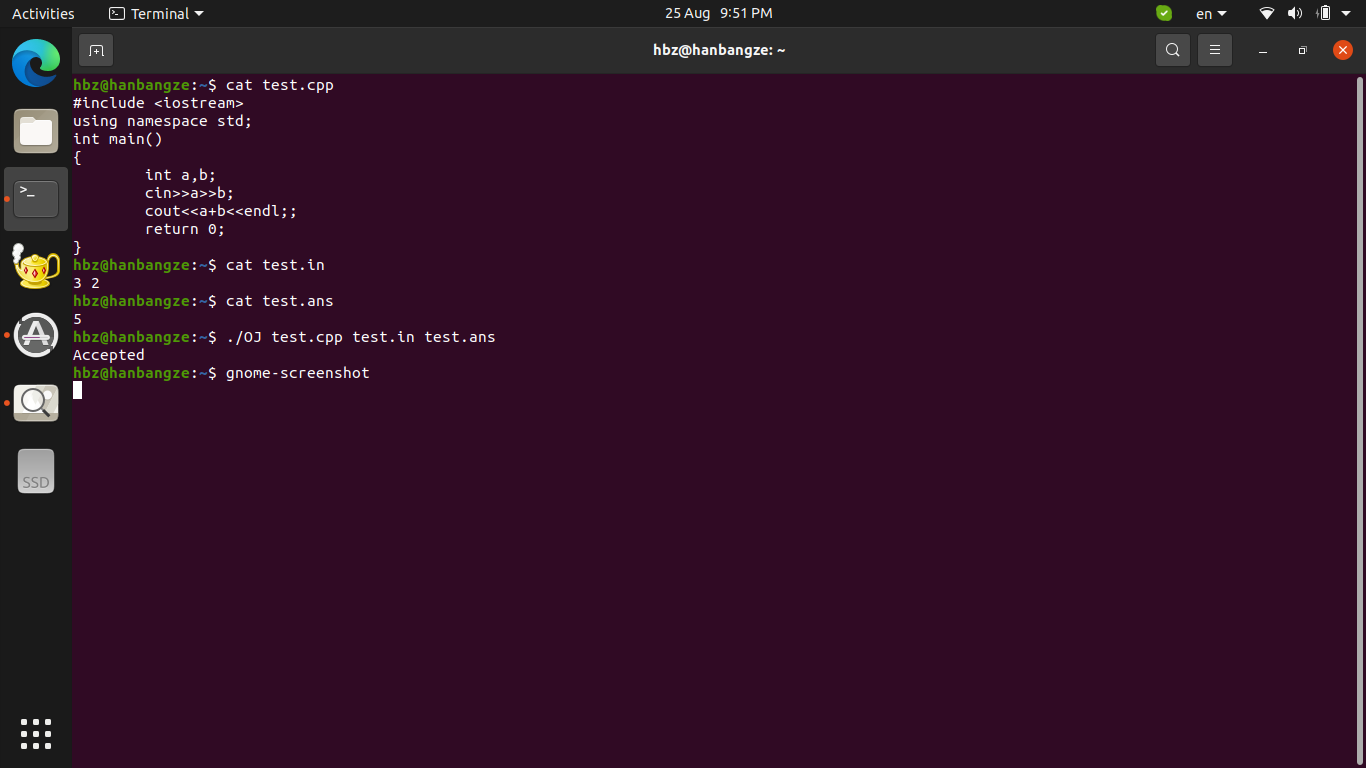 Activities Terminal 25 Aug 9:51 PM en
hbz@hanbangze: ~
hbz@hanbangze:~$ cat test.cpp
#include <iostream>
using namespace std;
int main()
{
        int a,b;
        cin>>a>>b;
        cout<<a+b<<endl;;
        return 0;
}
hbz@hanbangze:~$ cat test.in
3 2
hbz@hanbangze:~$ cat test.ans
5
hbz@hanbangze:~$ ./OJ test.cpp test.in test.ans
Accepted
hbz@hanbangze:~$ gnome-screenshot
>_
SSD